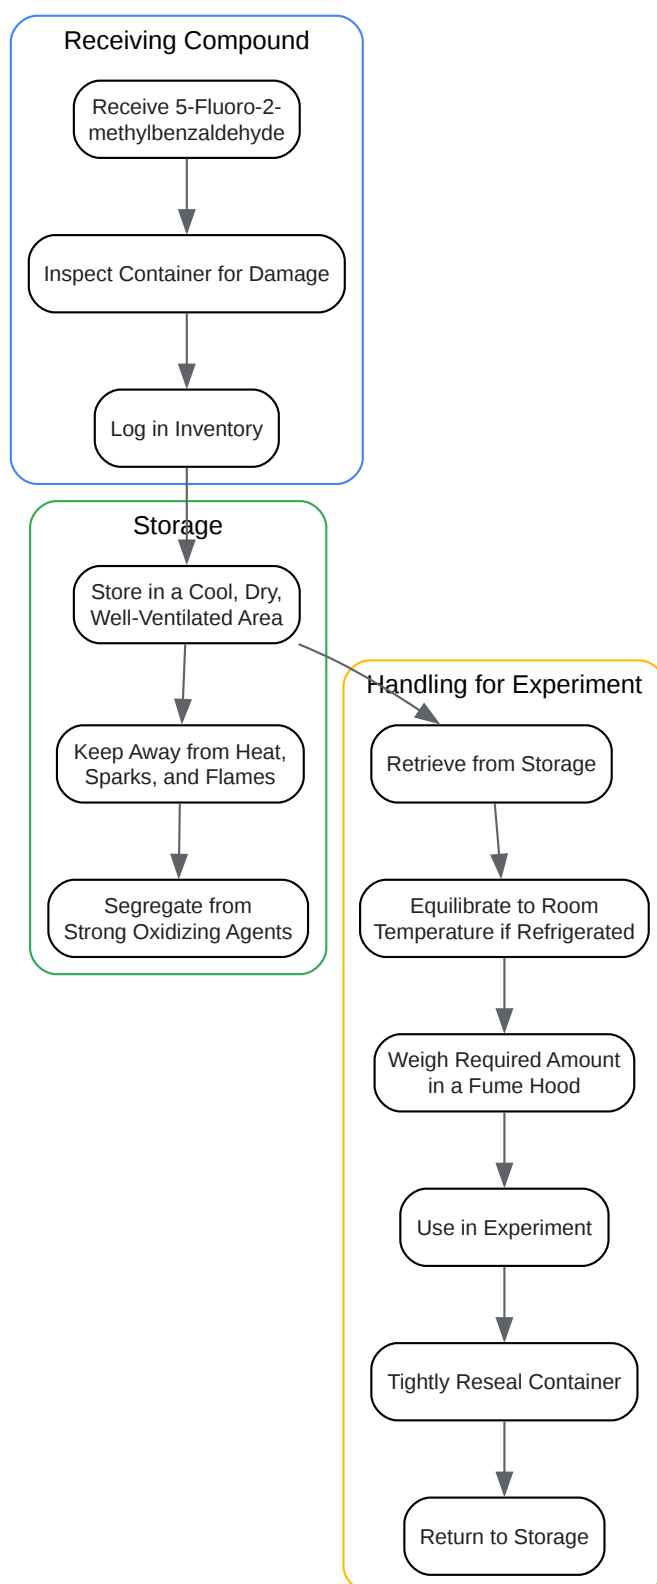 Receiving Compound
Receive 5-Fluoro-2-
methylbenzaldehyde
Inspect Container for Damage
Log in Inventory
Storage
Store in a Cool, Dry,
Well-Ventilated Area
Keep Away from Heat,
Sparks, and Flames
Segregate from
Strong Oxidizing Agents
Handling for Experiment
Retrieve from Storage
Equilibrate to Room
Temperature if Refrigerated
Weigh Required Amount
in a Fume Hood
Use in Experiment
Tightly Reseal Container
Return to Storage